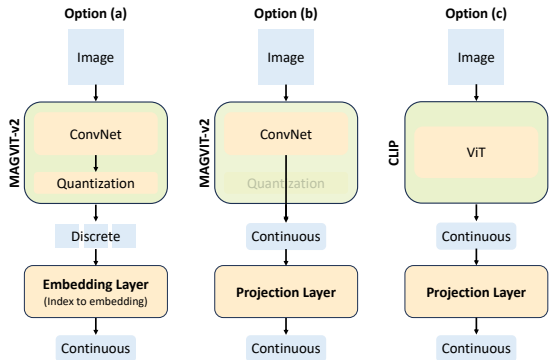 Option (a)
Image
MAGVIT-v2
ConvNet
Quantization
Discrete
Embedding Layer
(Index to embedding)
Continuous
Option (b)
Image
MAGVIT-v2
ConvNet
Quantization
Continuous
Projection Layer
Continuous
Option (c)
Image
CLIP
ViT
Continuous
Projection Layer
Continuous